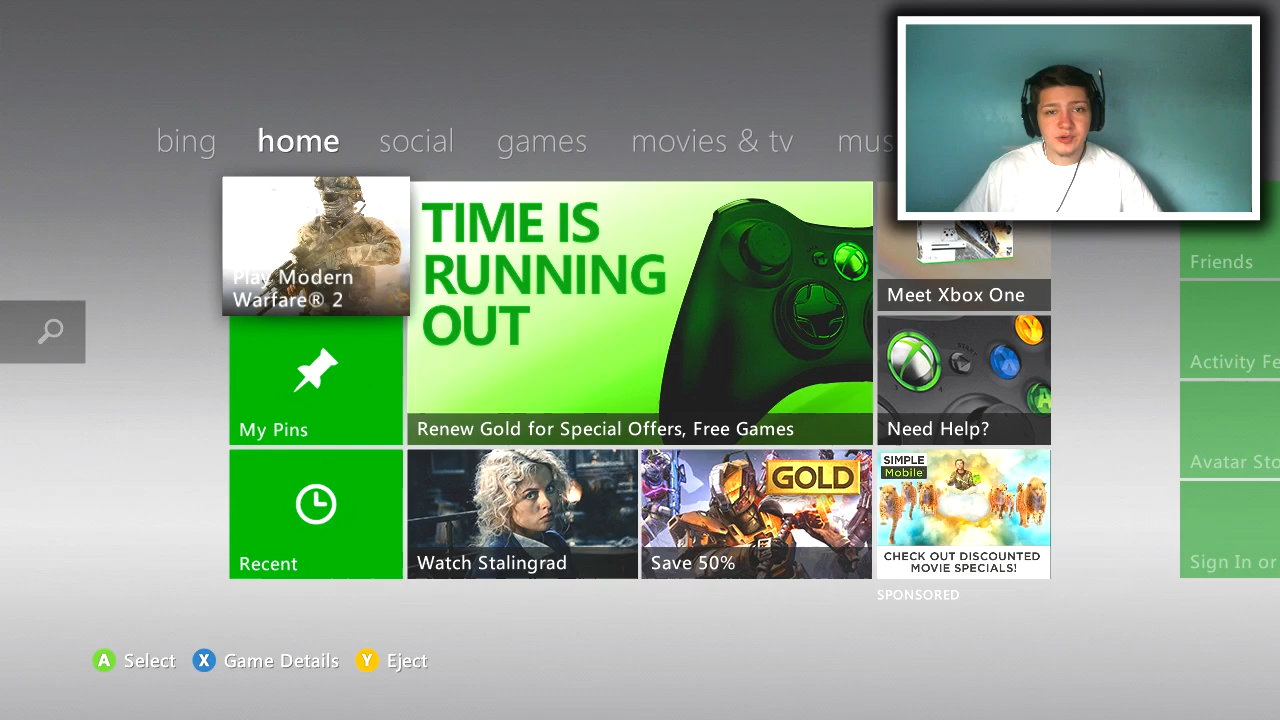 bing home social games movies & tv mus
TIME IS
RUNNING
OUT
Play Modern
Warfare® 2
Friends
Meet Xbox One
START
Activity Fe
My Pins
Renew Gold for Special Offers, Free Games
Need Help?
A
SIMPLE
Mobile
GOLD
Avatar Sto
Recent
Watch Stalingrad
Save 50%
CHECK OUT DISCOUNTED
MOVIE SPECIALS!
Sign In or
SPONSORED
A Select X Game Details Y Eject